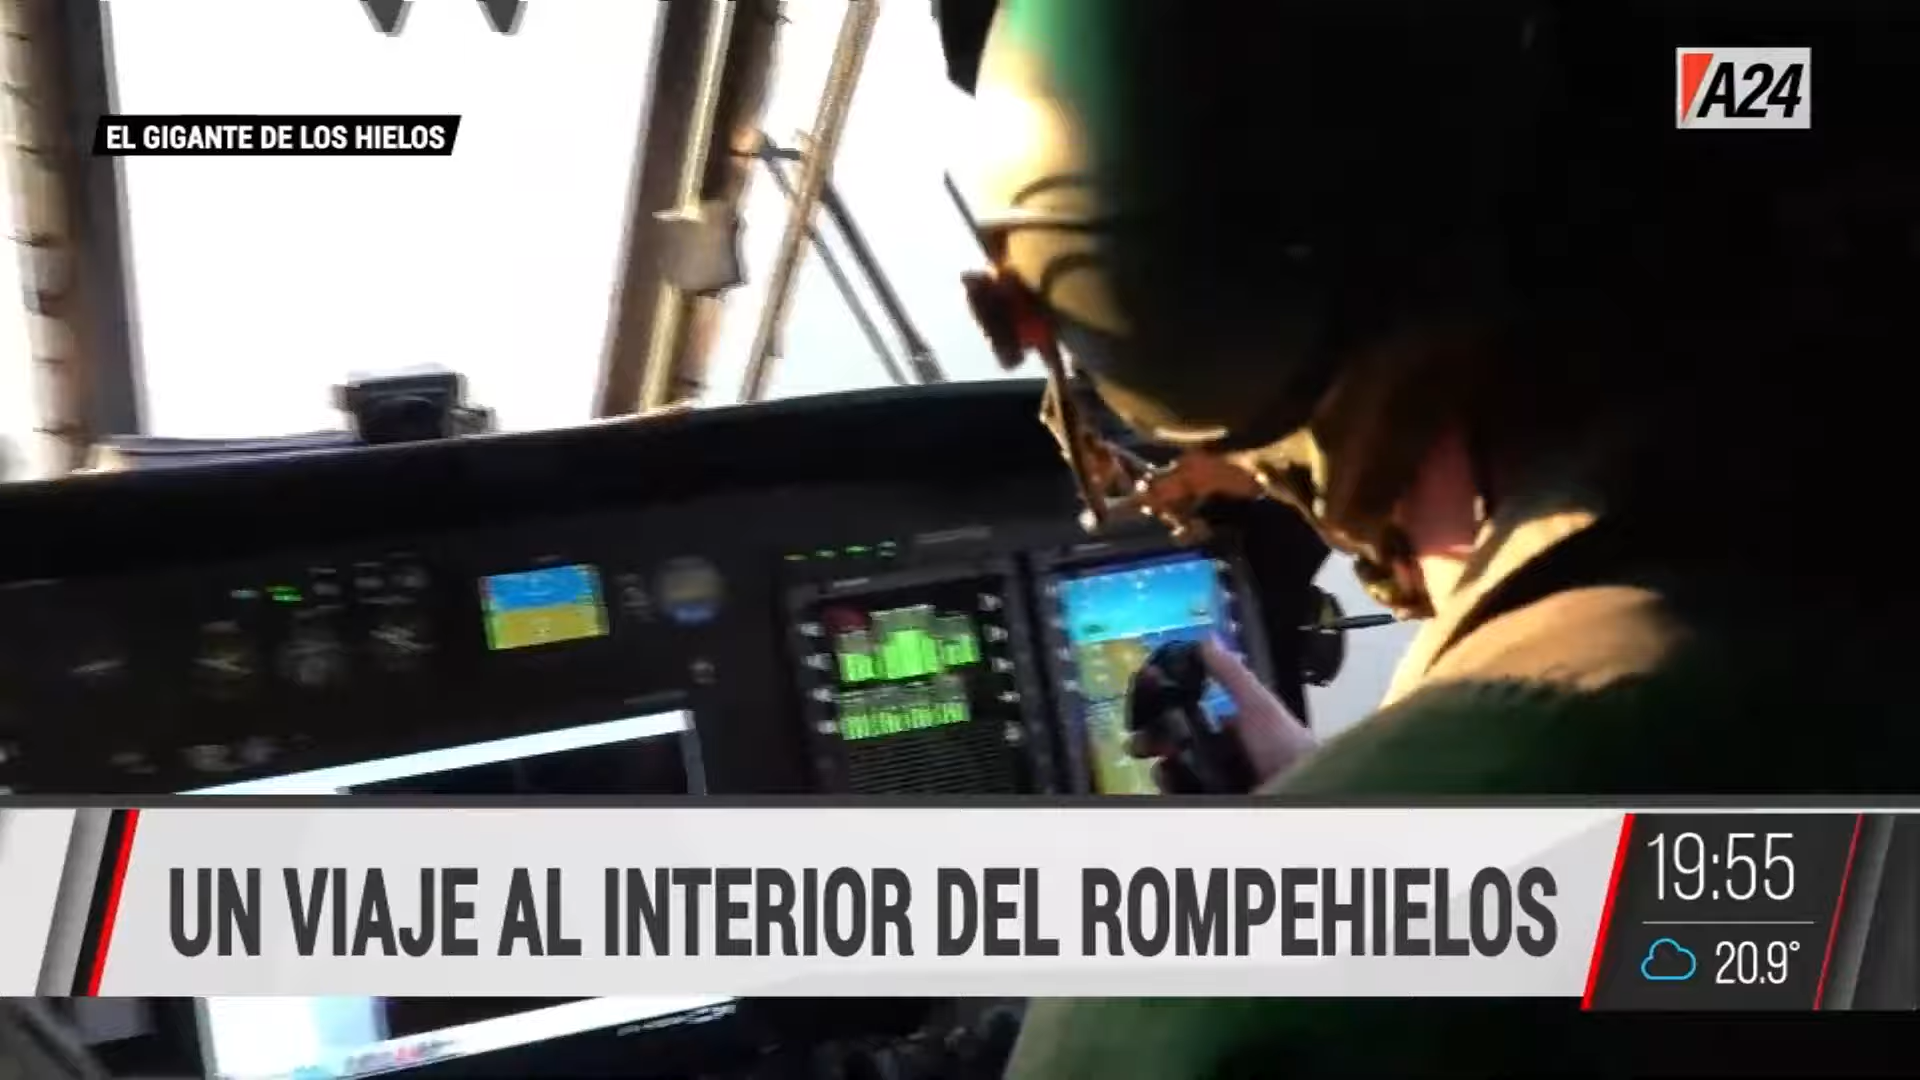 EL GIGANTE DE LOS HIELOS
A24
UN VIAJE AL INTERIOR DEL ROMPEHIELOS
19:55
20.9°